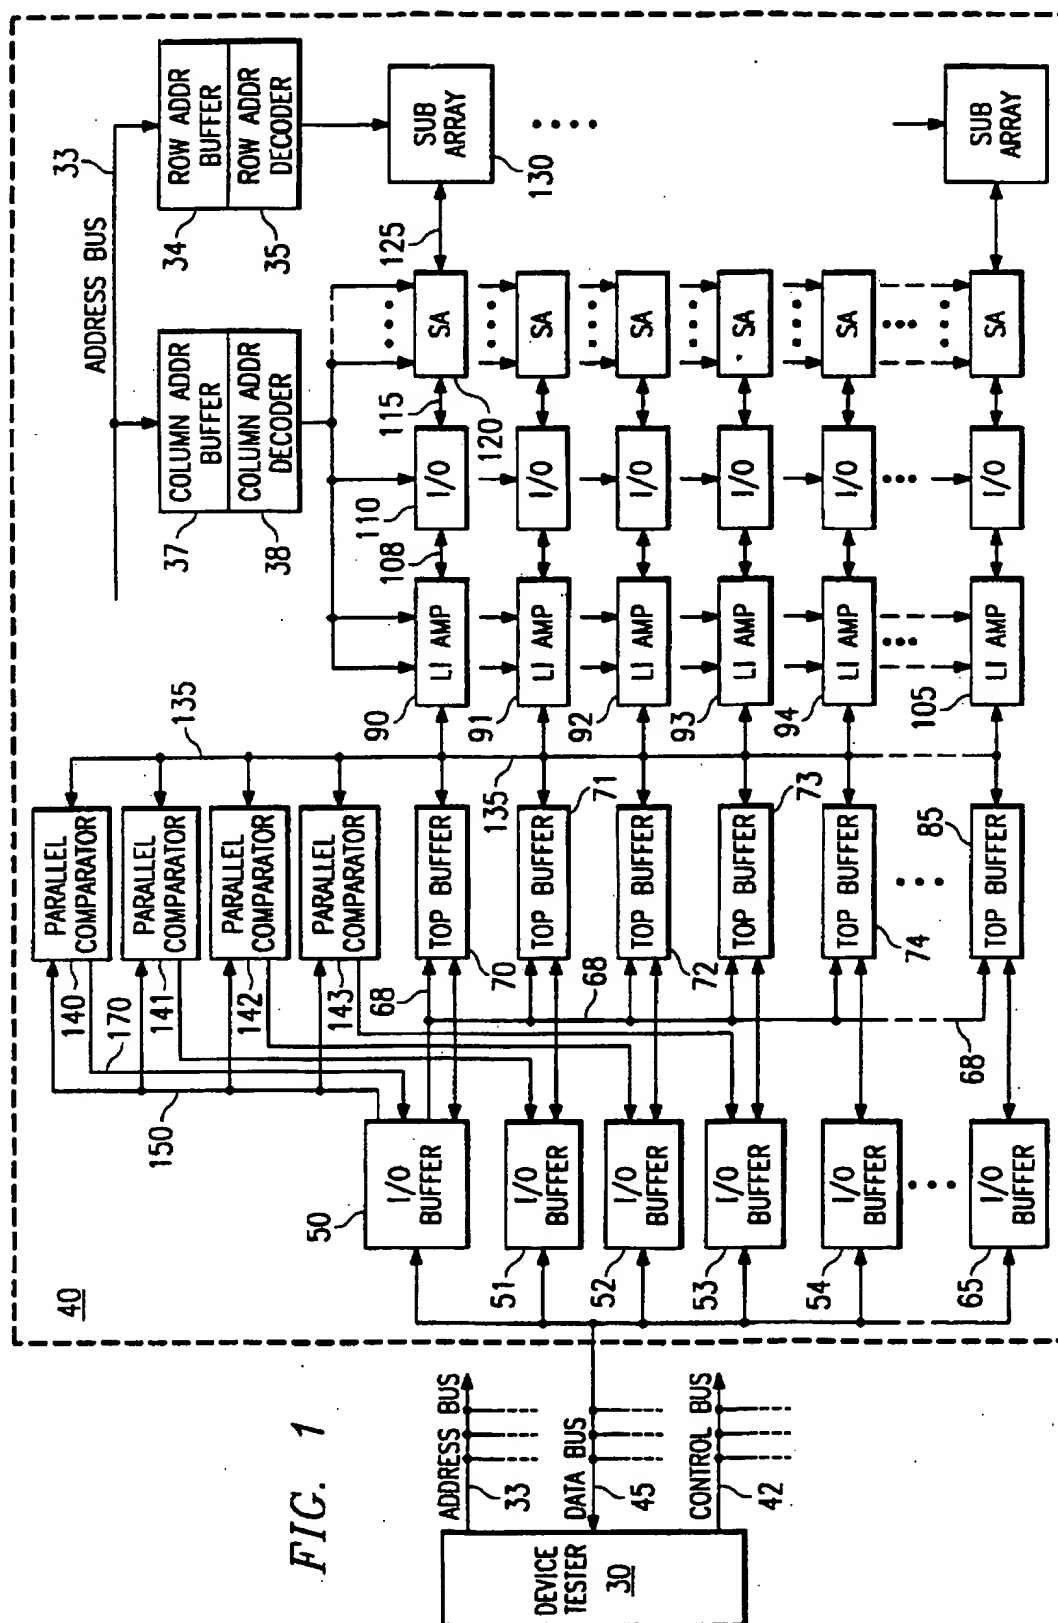 FIG. 1
DEVICE
TESTER
30
ADDRESS BUS
33
DATA BUS
45
CONTROL BUS
42
40
I/O
BUFFER
50
I/O
BUFFER
51
I/O
BUFFER
52
I/O
BUFFER
53
I/O
BUFFER
54
I/O
BUFFER
65
150
170
PARALLEL
COMPARATOR
140
PARALLEL
COMPARATOR
141
PARALLEL
COMPARATOR
142
PARALLEL
COMPARATOR
143
68
68
68
TOP BUFFER
70
TOP BUFFER
71
TOP BUFFER
72
TOP BUFFER
73
TOP BUFFER
74
TOP BUFFER
85
135
135
LI AMP
90
LI AMP
91
LI AMP
92
LI AMP
93
LI AMP
94
LI AMP
105
108
I/O
110
I/O
I/O
I/O
I/O
I/O
115
SA
120
SA
SA
SA
SA
SA
125
ADDRESS BUS
33
COLUMN ADDR
BUFFER
37
COLUMN ADDR
DECODER
38
ROW ADDR
BUFFER
34
ROW ADDR
DECODER
35
SUB
ARRAY
130
SUB
ARRAY